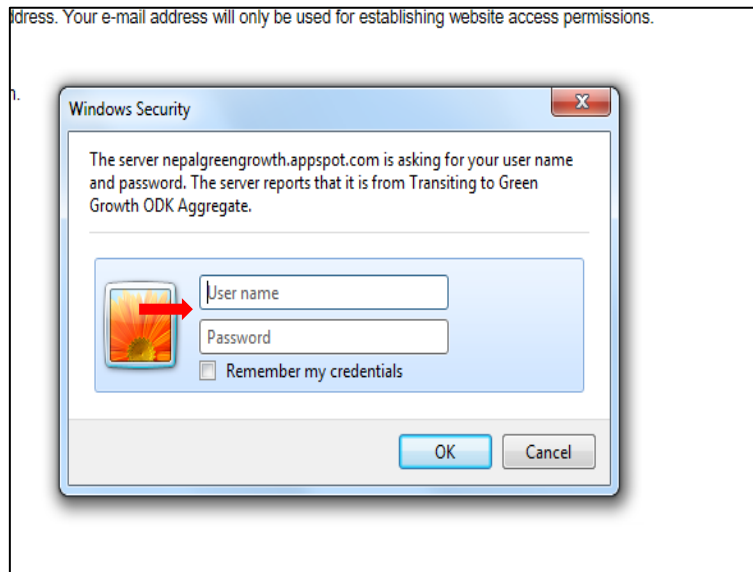 ddress. Your e-mail address will only be used for establishing website access permissions.
n.
Windows Security
The server nepalgreengrowth.appspot.com is asking for your user name
and password. The server reports that it is from Transiting to Green
Growth ODK Aggregate.
User name
Password
Remember my credentials
OK
Cancel